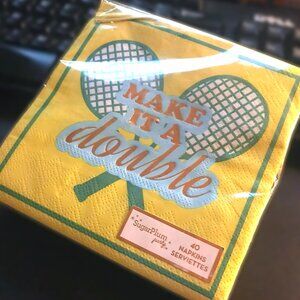 MAKE
IT A
double
SugarPlum
party
40
NAPKINS
SERVIETTES